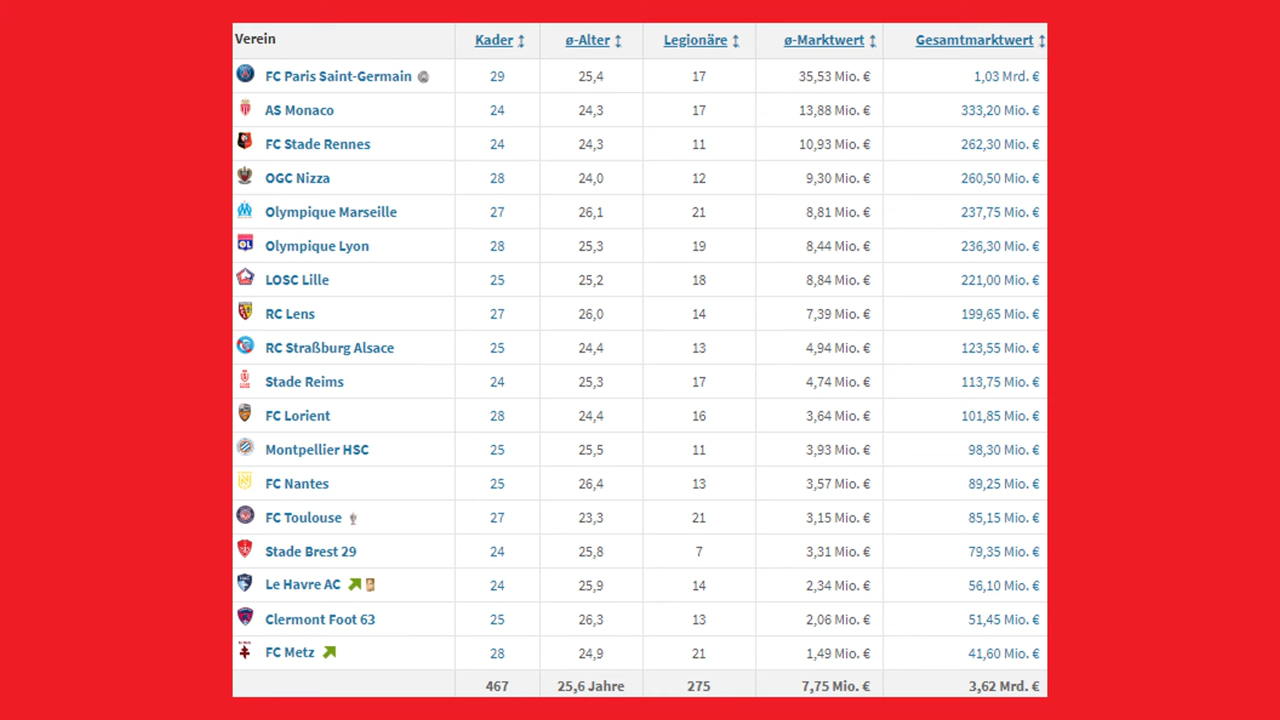 Verein Kader ø-Alter Legionäre ø-Marktwert Gesamtmarktwert
FC Paris Saint-Germain 29 25,4 17 35,53 Mio. € 1,03 Mrd. €
AS Monaco 24 24,3 17 13,88 Mio. € 333,20 Mio. €
FC Stade Rennes 24 24,3 11 10,93 Mio. € 262,30 Mio. €
OGC Nizza 28 24,0 12 9,30 Mio. € 260,50 Mio. €
Olympique Marseille 27 26,1 21 8,81 Mio. € 237,75 Mio. €
Olympique Lyon 28 25,3 19 8,44 Mio. € 236,30 Mio. €
LOSC Lille 25 25,2 18 8,84 Mio. € 221,00 Mio. €
RC Lens 27 26,0 14 7,39 Mio. € 199,65 Mio. €
RC Straßburg Alsace 25 24,4 13 4,94 Mio. € 123,55 Mio. €
Stade Reims 24 25,3 17 4,74 Mio. € 113,75 Mio. €
FC Lorient 28 24,4 16 3,64 Mio. € 101,85 Mio. €
Montpellier HSC 25 25,5 11 3,93 Mio. € 98,30 Mio. €
FC Nantes 25 26,4 13 3,57 Mio. € 89,25 Mio. €
FC Toulouse 27 23,3 21 3,15 Mio. € 85,15 Mio. €
Stade Brest 29 24 25,8 7 3,31 Mio. € 79,35 Mio. €
Le Havre AC 24 25,9 14 2,34 Mio. € 56,10 Mio. €
Clermont Foot 63 25 26,3 13 2,06 Mio. € 51,45 Mio. €
FC Metz 28 24,9 21 1,49 Mio. € 41,60 Mio. €
467 25,6 Jahre 275 7,75 Mio. € 3,62 Mrd. €